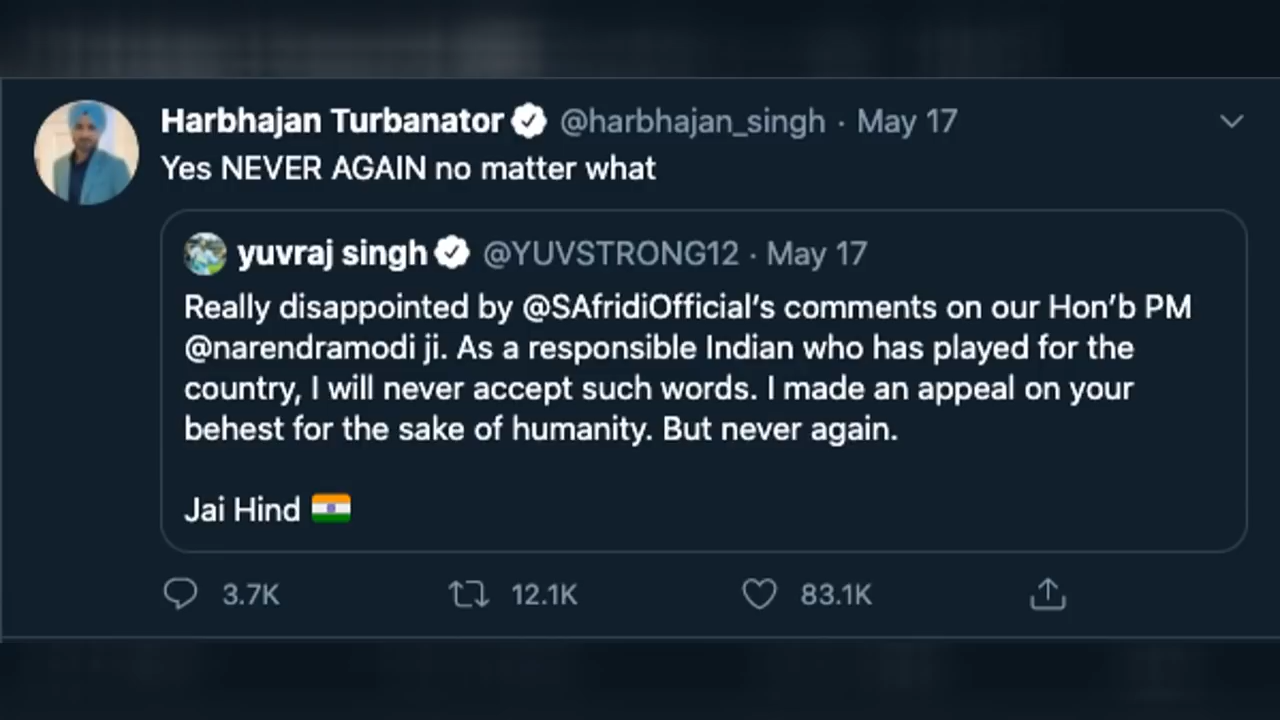 Harbhajan Turbanator @harbhajan_singh · May 17
Yes NEVER AGAIN no matter what
yuvraj singh @YUVSTRONG12 · May 17
Really disappointed by @SAfridiOfficial’s comments on our Hon’b PM
@narendramodi ji. As a responsible Indian who has played for the
country, I will never accept such words. I made an appeal on your
behest for the sake of humanity. But never again.
Jai Hind 🇮🇳
3.7K 12.1K 83.1K